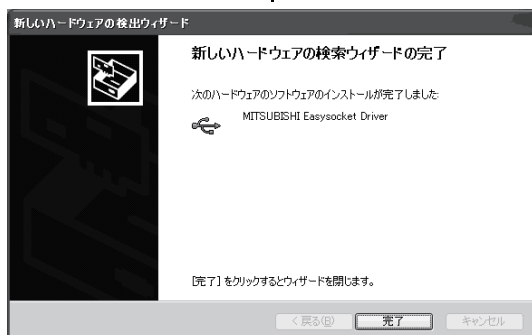 新しいハードウェアの検出ウィザード
新しいハードウェアの検索ウィザードの完了
次のハードウェアのソフトウェアのインストールが完了しました:
MITSUBISHI Easysocket Driver
[完了] をクリックするとウィザードを閉じます。
< 戻る(B) 完了 キャンセル